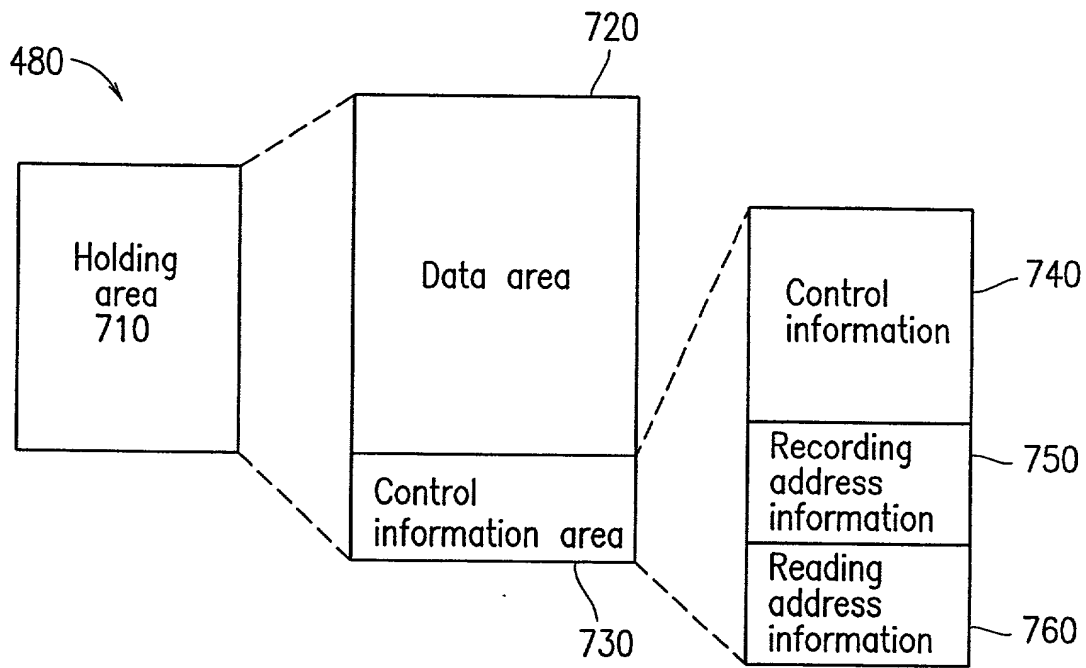 720
480
Holding
area
710
Data area
Control
information area
730
Control
information
740
Recording
address
information
750
Reading
address
information
760